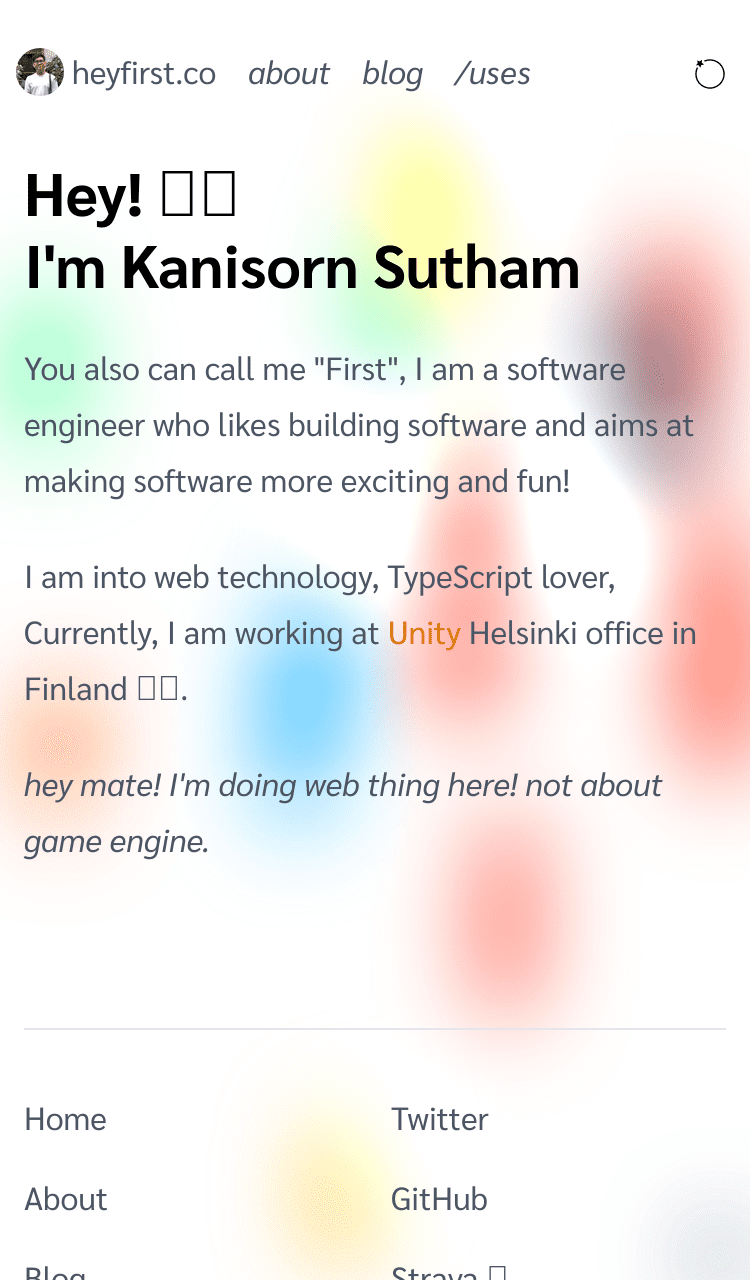 heyfirst.co about blog /uses
Hey!
I'm Kanisorn Sutham
You also can call me "First", I am a software
engineer who likes building software and aims at
making software more exciting and fun!
I am into web technology, TypeScript lover,
Currently, I am working at Unity Helsinki office in
Finland .
hey mate! I'm doing web thing here! not about
game engine.
Home
Twitter
About
GitHub
Blog
Strava